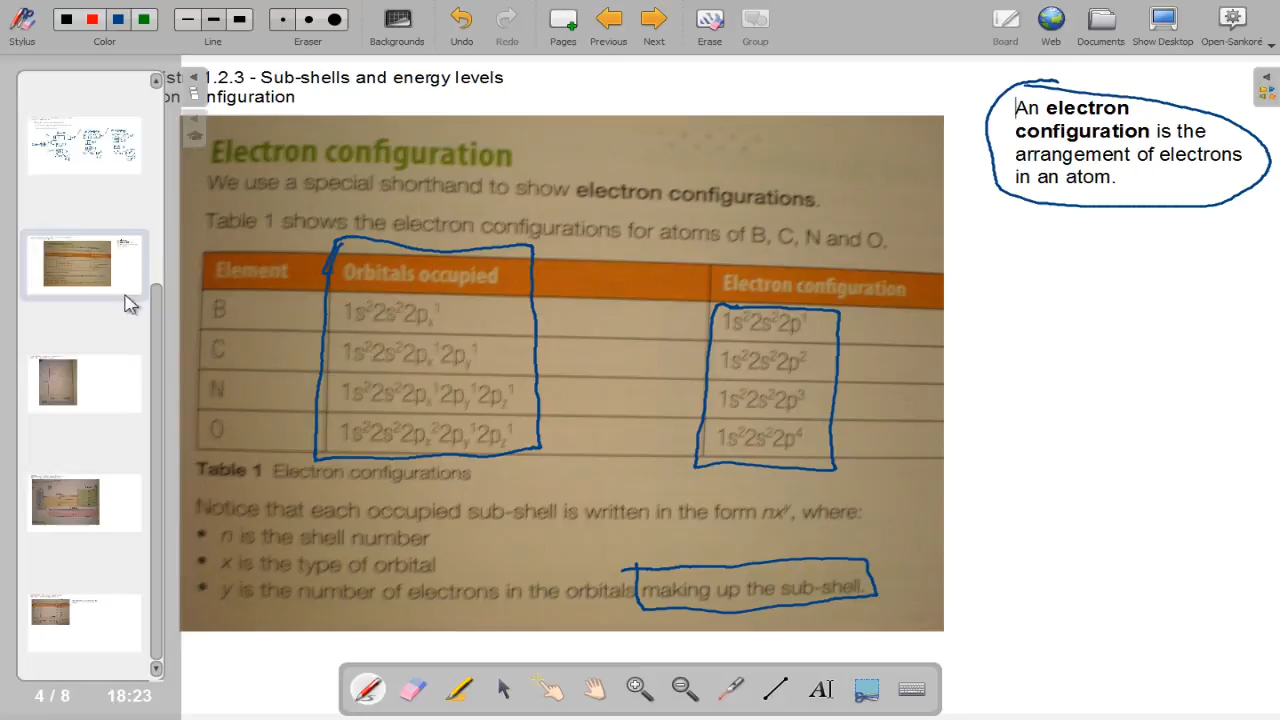 Stylus
Color
Line
Eraser
Backgrounds
Undo
Redo
Pages
Previous
Next
Erase
Group
Board
Web
Documents
Show Desktop
Open-Sankoré
1.2.3 - Sub-shells and energy levels
configuration
An electron
configuration is the
arrangement of electrons
in an atom.
Electron configuration
We use a special shorthand to show electron configurations.
Table 1 shows the electron configurations for atoms of B, C, N and O.
Element Orbitals occupied Electron configuration
B 1s²2s²2pₓ¹ 1s²2s²2p¹
C 1s²2s²2pₓ¹2pᵧ¹ 1s²2s²2p²
N 1s²2s²2pₓ¹2pᵧ¹2p_z¹ 1s²2s²2p³
O 1s²2s²2p²2pᵧ¹2p_z¹ 1s²2s²2p⁴
Table 1 Electron configurations
Notice that each occupied sub-shell is written in the form nxʸ, where:
• n is the shell number
• x is the type of orbital
• y is the number of electrons in the orbitals making up the sub-shell.
4 / 8
18:23